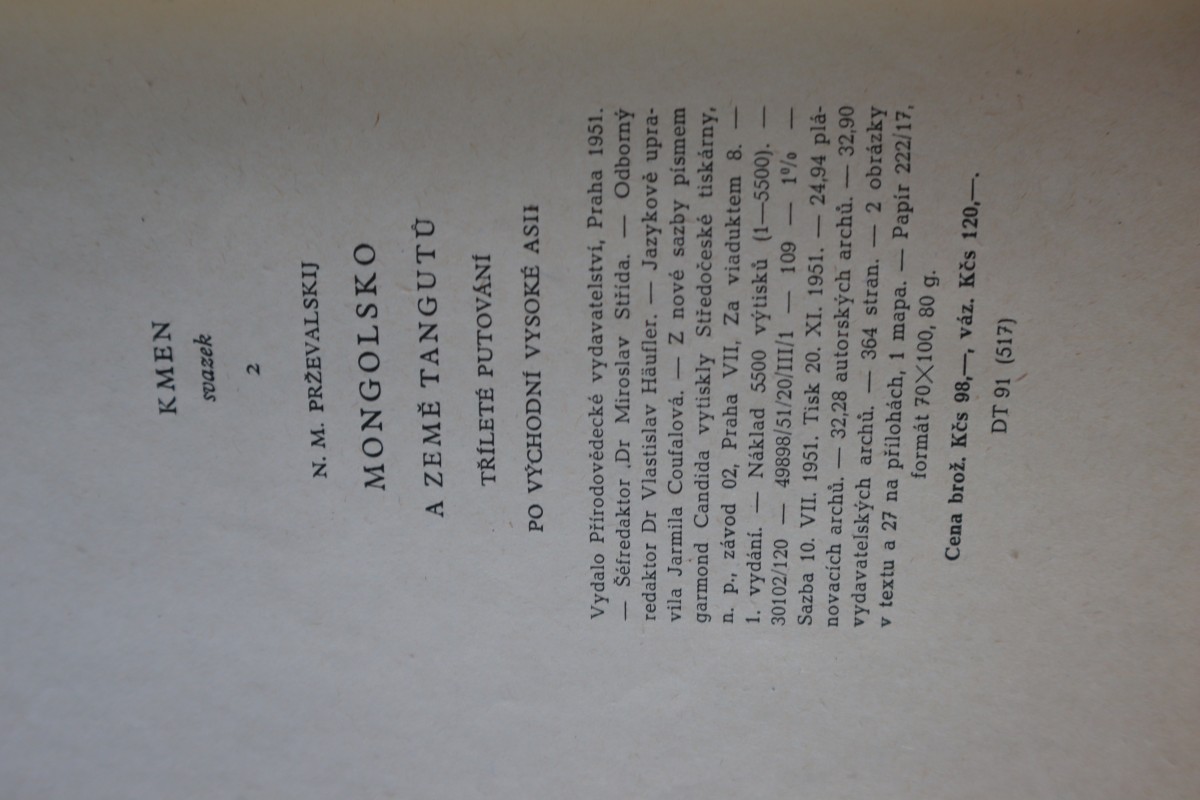 KMEN
svazek
2
N. M. PRŽEVALSKIJ
MONGOLSKO
A ZEMĚ TANGUTŮ
TŘÍLETÉ PUTOVÁNÍ
PO VÝCHODNÍ VYSOKÉ ASII
Vydalo Přírodovědecké vydavatelství, Praha 1951.
— Šéfredaktor Dr Miroslav Střída. — Odborný
redaktor Dr Vlastislav Häufler. — Jazykově upra-
vila Jarmila Coufalová. — Z nové sazby písmem
garmond Candida vytiskly Středočeské tiskárny,
n. p., závod 02, Praha VII, Za viaduktem 8. —
1. vydání. — Náklad 5500 výtisků (1—5500). —
30102/120 — 49898/51/20/III/1 — 109 — 1% —
Sazba 10. VII. 1951. Tisk 20. XI. 1951. — 24,94 plá-
novacích archů. — 32,28 autorských archů. — 32,90
vydavatelských archů. — 364 stran. — 2 obrázky
v textu a 27 na přílohách, 1 mapa. — Papír 222/17,
formát 70×100, 80 g.
Cena brož. Kčs 98,—, váz. Kčs 120,—.
DT 91 (517)